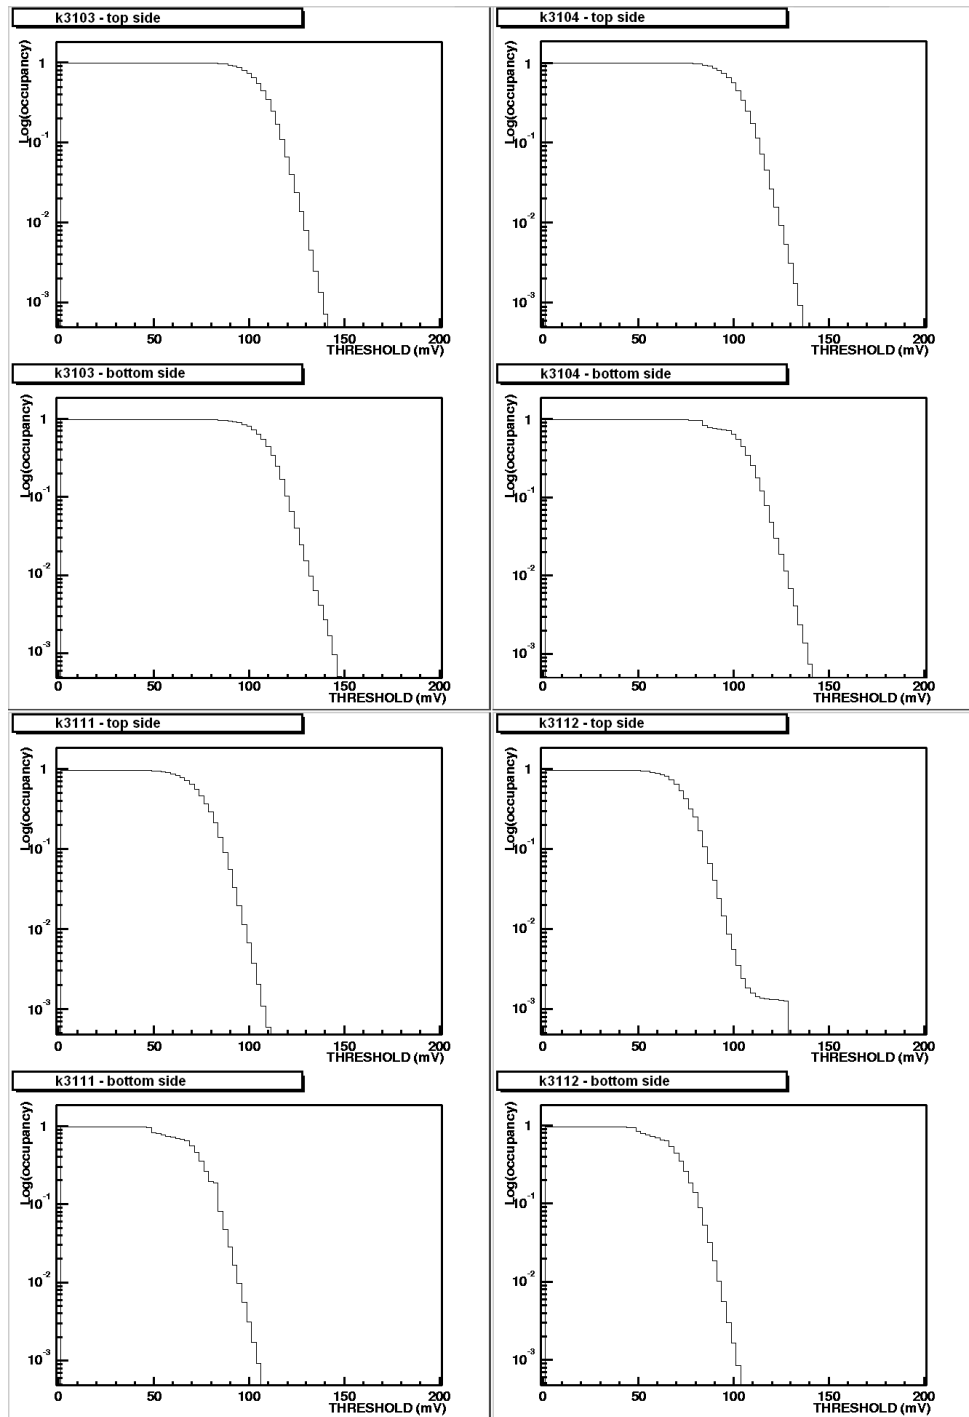 k3103 - top side
Log(occupancy)
1
10⁻¹
10⁻²
10⁻³
0 50 100 150 200
THRESHOLD (mV)
k3104 - top side
Log(occupancy)
1
10⁻¹
10⁻²
10⁻³
0 50 100 150 200
THRESHOLD (mV)
k3103 - bottom side
Log(occupancy)
1
10⁻¹
10⁻²
10⁻³
0 50 100 150 200
THRESHOLD (mV)
k3104 - bottom side
Log(occupancy)
1
10⁻¹
10⁻²
10⁻³
0 50 100 150 200
THRESHOLD (mV)
k3111 - top side
Log(occupancy)
1
10⁻¹
10⁻²
10⁻³
0 50 100 150 200
THRESHOLD (mV)
k3112 - top side
Log(occupancy)
1
10⁻¹
10⁻²
10⁻³
0 50 100 150 200
THRESHOLD (mV)
k3111 - bottom side
Log(occupancy)
1
10⁻¹
10⁻²
10⁻³
0 50 100 150 200
THRESHOLD (mV)
k3112 - bottom side
Log(occupancy)
1
10⁻¹
10⁻²
10⁻³
0 50 100 150 200
THRESHOLD (mV)